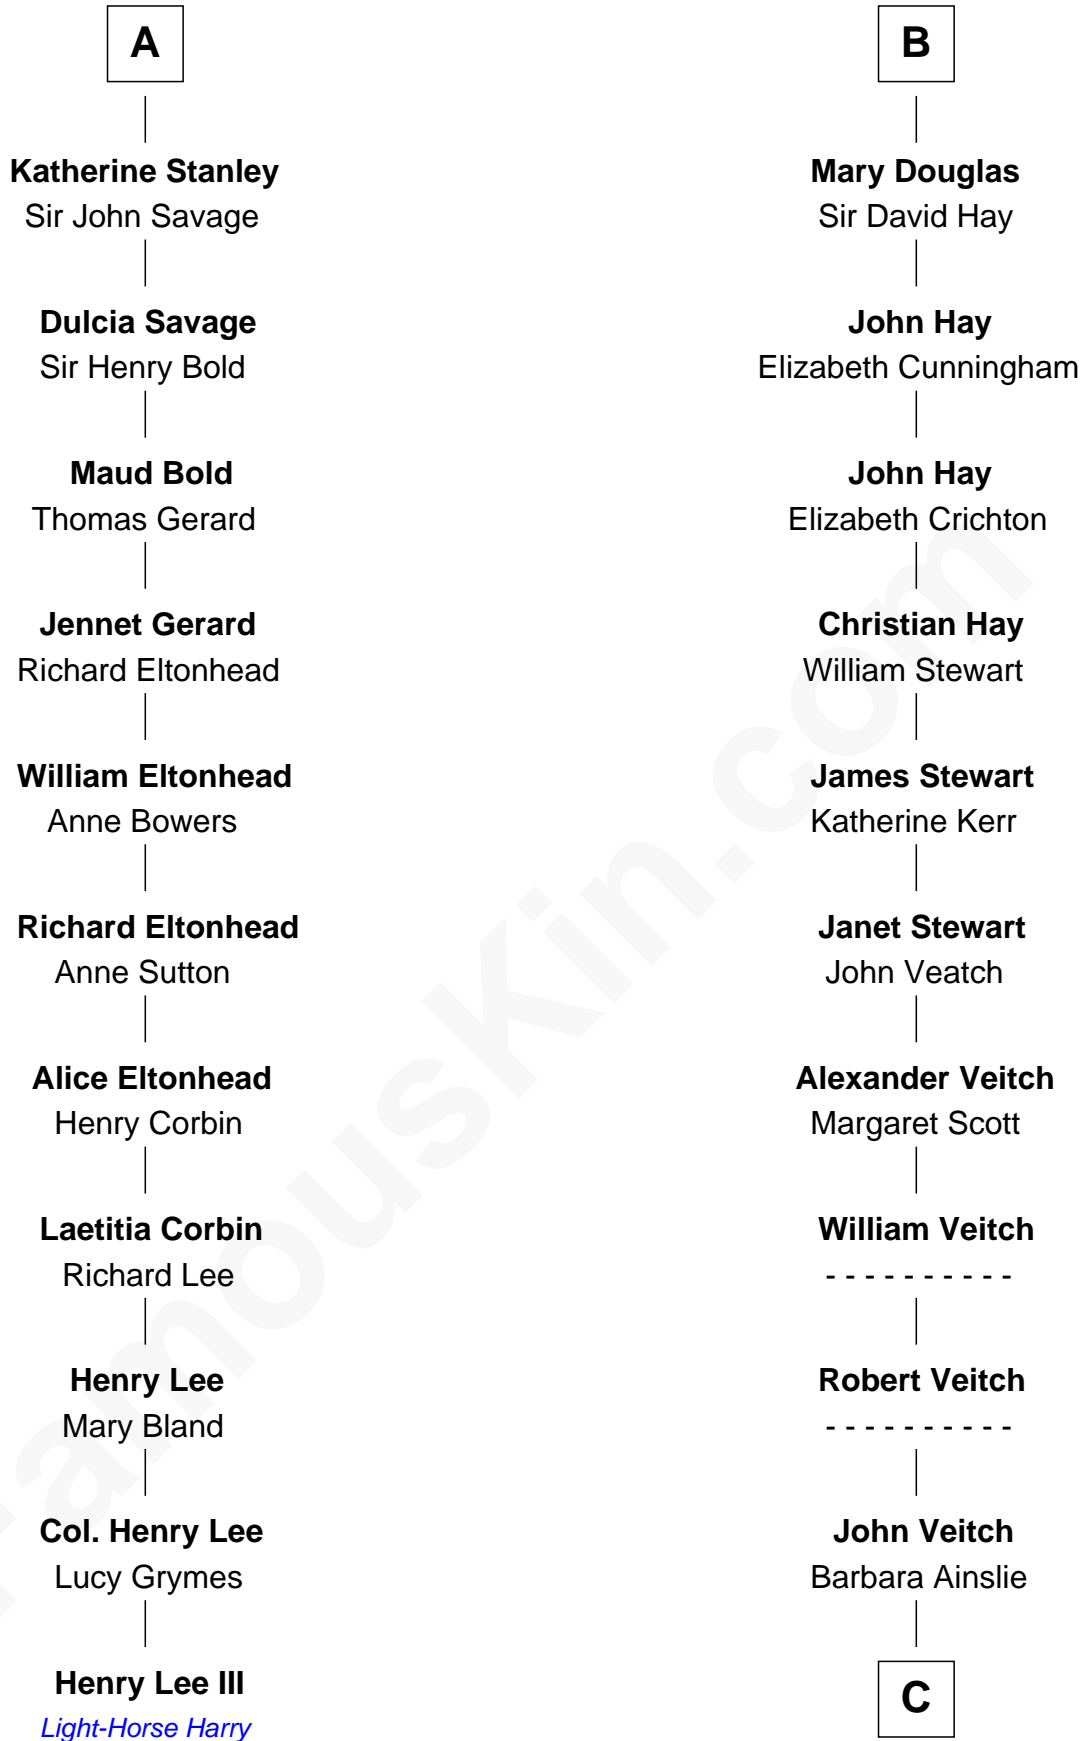 A
Katherine Stanley
Sir John Savage
Dulcia Savage
Sir Henry Bold
Maud Bold
Thomas Gerard
Jennet Gerard
Richard Eltonhead
William Eltonhead
Anne Bowers
Richard Eltonhead
Anne Sutton
Alice Eltonhead
Henry Corbin
Laetitia Corbin
Richard Lee
Henry Lee
Mary Bland
Col. Henry Lee
Lucy Grymes
Henry Lee III
Light-Horse Harry
B
Mary Douglas
Sir David Hay
John Hay
Elizabeth Cunningham
John Hay
Elizabeth Crichton
Christian Hay
William Stewart
James Stewart
Katherine Kerr
Janet Stewart
John Veatch
Alexander Veitch
Margaret Scott
William Veitch
- - - - - - - - - -
Robert Veitch
- - - - - - - - - -
John Veitch
Barbara Ainslie
C
FamousKin.com